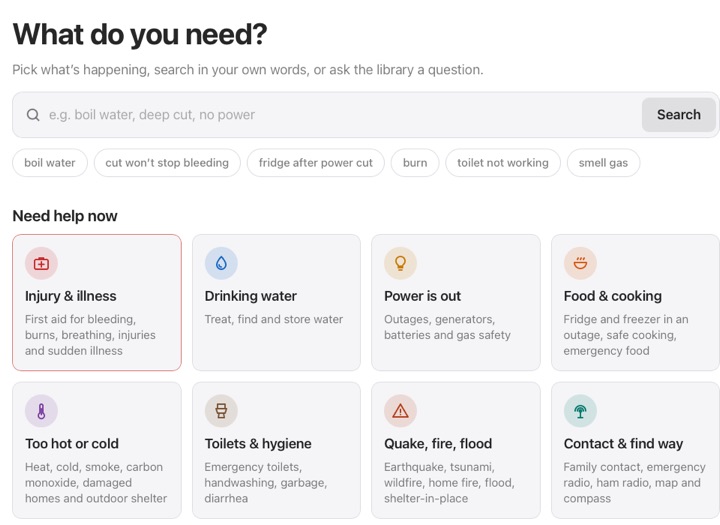 What do you need?
Pick what's happening, search in your own words, or ask the library a question.
e.g. boil water, deep cut, no power
Search
boil water
cut won't stop bleeding
fridge after power cut
burn
toilet not working
smell gas
Need help now
Injury & illness
First aid for bleeding,
burns, breathing, injuries
and sudden illness
Drinking water
Treat, find and store water
Power is out
Outages, generators,
batteries and gas safety
Food & cooking
Fridge and freezer in an
outage, safe cooking,
emergency food
Too hot or cold
Heat, cold, smoke, carbon
monoxide, damaged
homes and outdoor shelter
Toilets & hygiene
Emergency toilets,
handwashing, garbage,
diarrhea
Quake, fire, flood
Earthquake, tsunami,
wildfire, home fire, flood,
shelter-in-place
Contact & find way
Family contact, emergency
radio, ham radio, map and
compass